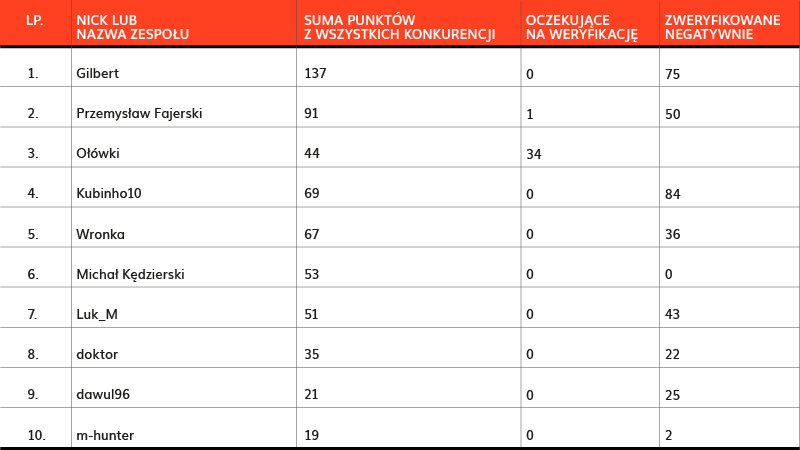 LP. NICK LUB NAZWA ZESPOŁU SUMA PUNKTÓW Z WSZYSTKICH KONKURENCJI OCZEKUJĄCE NA WERYFIKACJĘ ZWERYFIKOWANE NEGATYWNIE
1. Gilbert 137 0 75
2. Przemysław Fajerski 91 1 50
3. Ołówki 44 34
4. Kubinho10 69 0 84
5. Wronka 67 0 36
6. Michał Kędzierski 53 0 0
7. Luk_M 51 0 43
8. doktor 35 0 22
9. dawul96 21 0 25
10. m-hunter 19 0 2